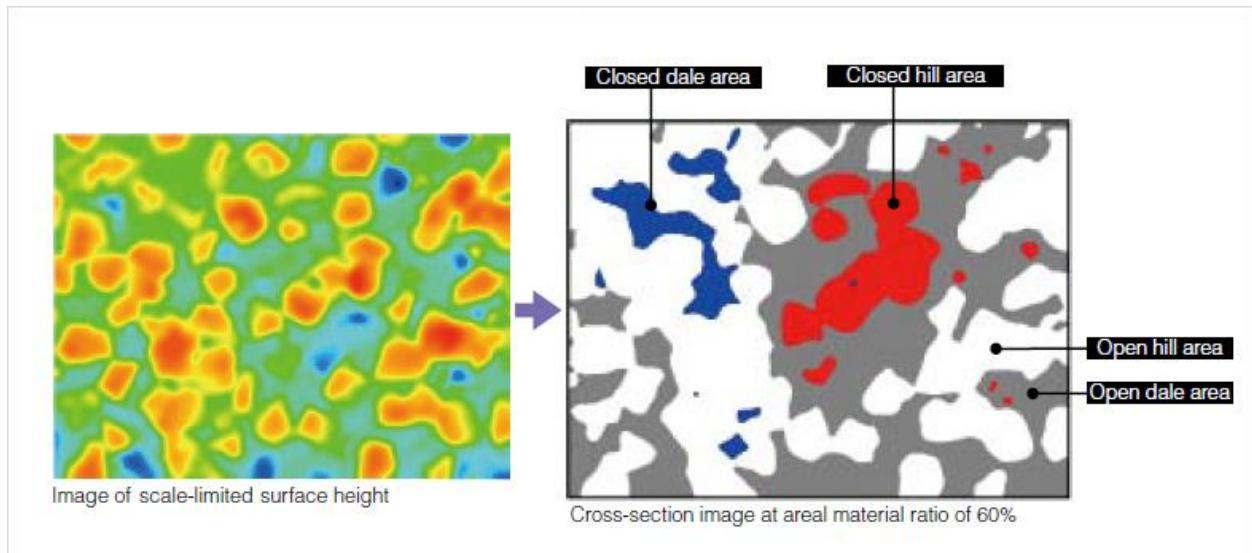 Closed dale area
Closed hill area
Open hill area
Open dale area
Image of scale-limited surface height
Cross-section image at areal material ratio of 60%